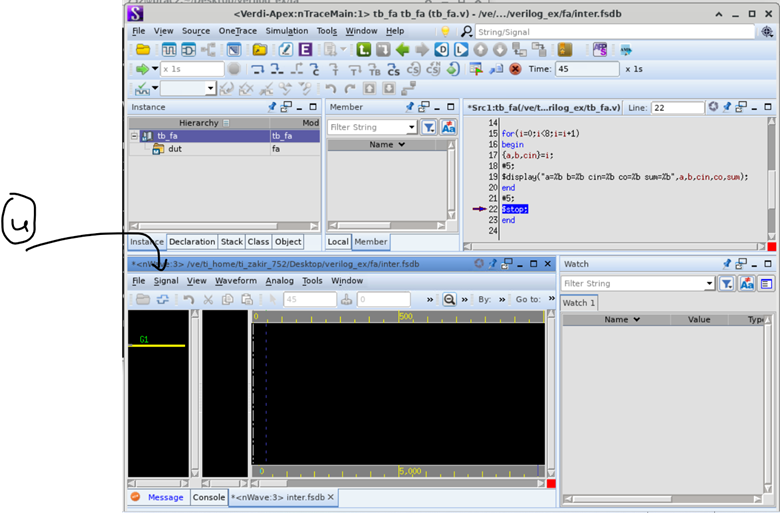 <Verdi-Apex:nTraceMain:1> tb_fa tb_fa (tb_fa.v) - /ve/.../verilog_ex/fa/inter.fsdb
File View Source OneTrace Simulation Tools Window Help
String/Signal
x 1s Time: 45 x 1s
Instance
Hierarchy Mod
tb_fa tb_fa
dut fa
Instance Declaration Stack Class Object
Member
Filter String
Name
Local Member
*Src1:tb_fa(/ve/t...rilog_ex/tb_fa.v) Line: 22
14
15 for(i=0;i<8;i=i+1)
16 begin
17 {a,b,cin}=i;
18 #5;
19 $display("a=%b b=%b cin=%b co=%b sum=%b",a,b,cin,co,sum);
20 end
21 #5;
22 $stop;
23 end
24
*<nWave:3> /ve/ti_home/ti_zakir_752/Desktop/verilog_ex/fa/inter.fsdb
File Signal View Waveform Analog Tools Window
45 0 » » By: » Go to: »
0 500
G1
0 5,000
Watch
Filter String
Watch 1
Name Value Typ
Message Console *<nWave:3> inter.fsdb